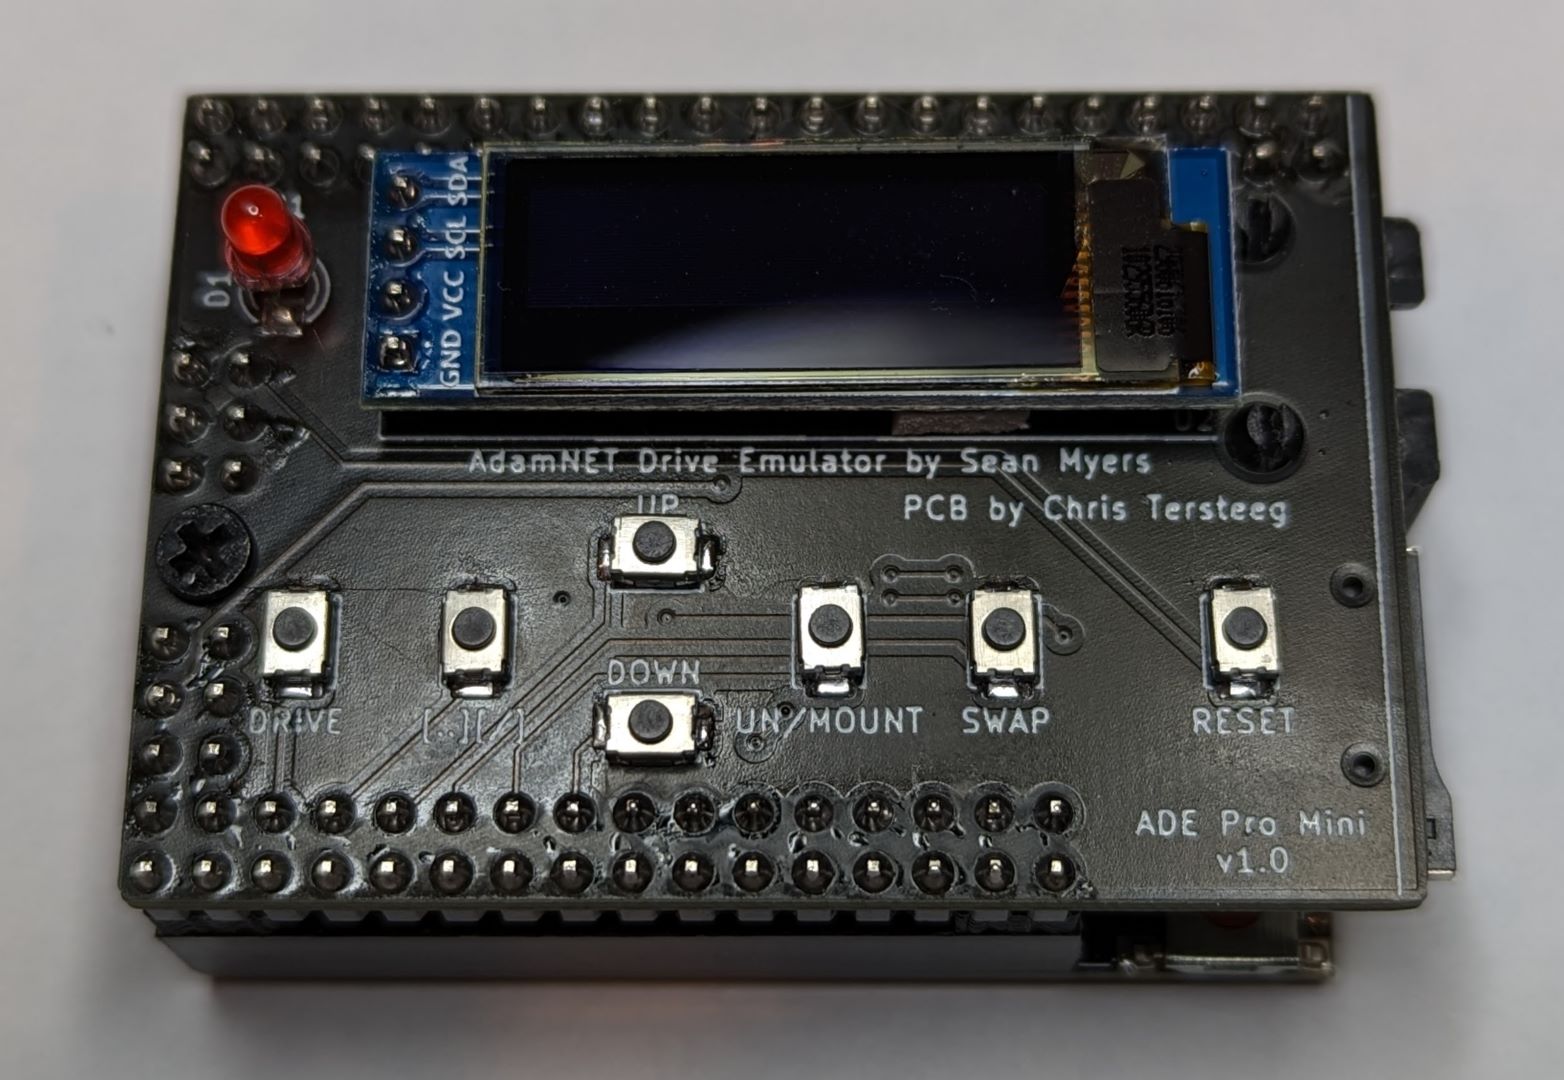 SDA
SCL
VCC
GND
D1
U2
AdamNET Drive Emulator by Sean Myers
PCB by Chris Tersteeg
UP
DOWN
DRIVE
[..][/]
UN/MOUNT
SWAP
RESET
ADE Pro Mini
v1.0